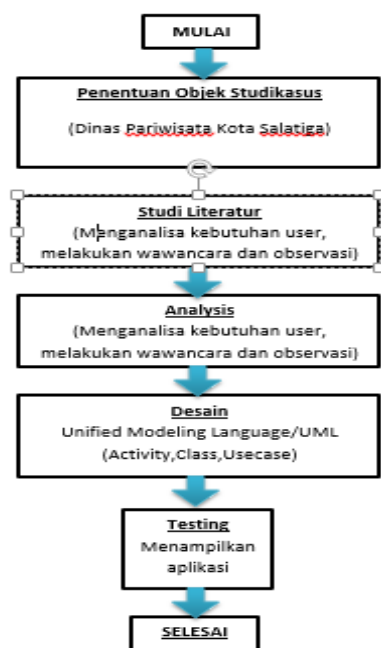 MULAI
Penentuan Objek Studikasus
(Dinas Pariwisata Kota Salatiga)
Studi Literatur
(Menganalisa kebutuhan user,
melakukan wawancara dan observasi)
Analysis
(Menganalisa kebutuhan user,
melakukan wawancara dan observasi)
Desain
Unified Modeling Language/UML
(Activity,Class,Usecase)
Testing
Menampilkan
aplikasi
SELESAI